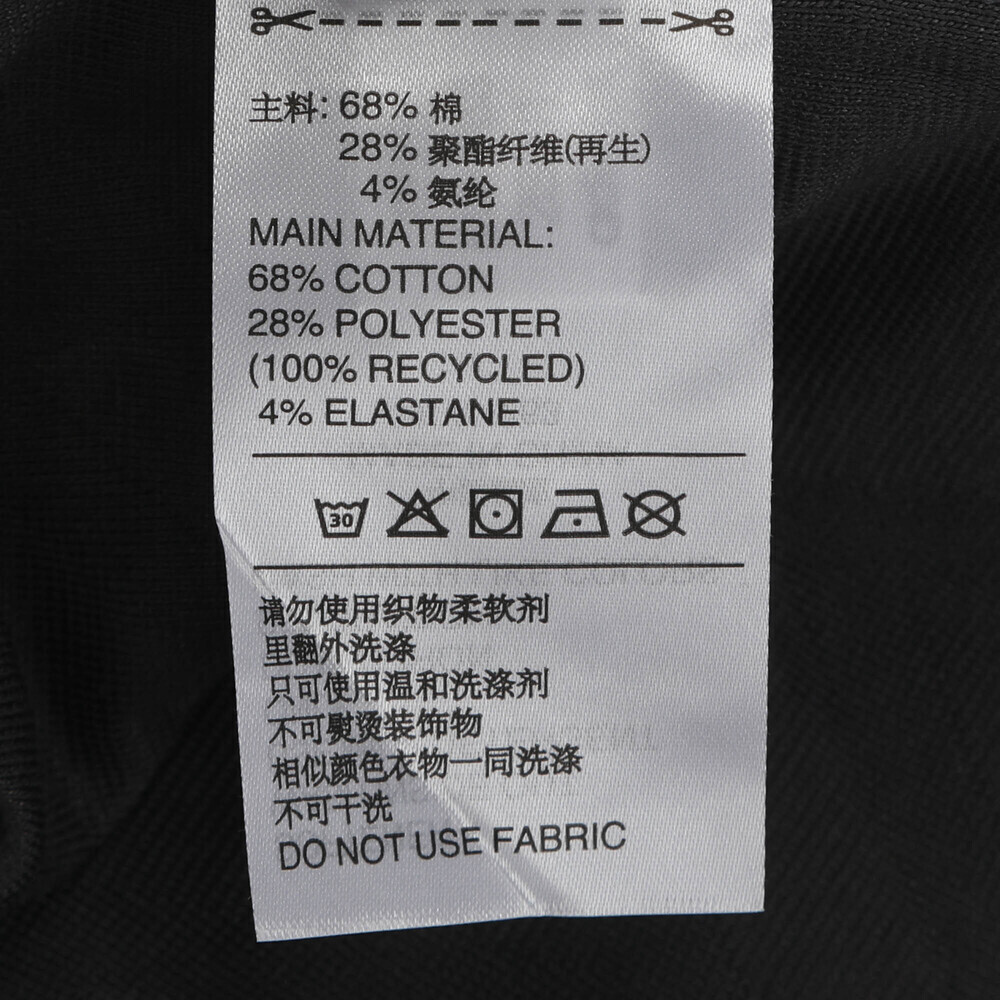 主料: 68% 棉
28% 聚酯纤维(再生)
4% 氨纶
MAIN MATERIAL:
68% COTTON
28% POLYESTER
(100% RECYCLED)
4% ELASTANE
30
请勿使用织物柔软剂
里翻外洗涤
只可使用温和洗涤剂
不可熨烫装饰物
相似颜色衣物一同洗涤
不可干洗
DO NOT USE FABRIC